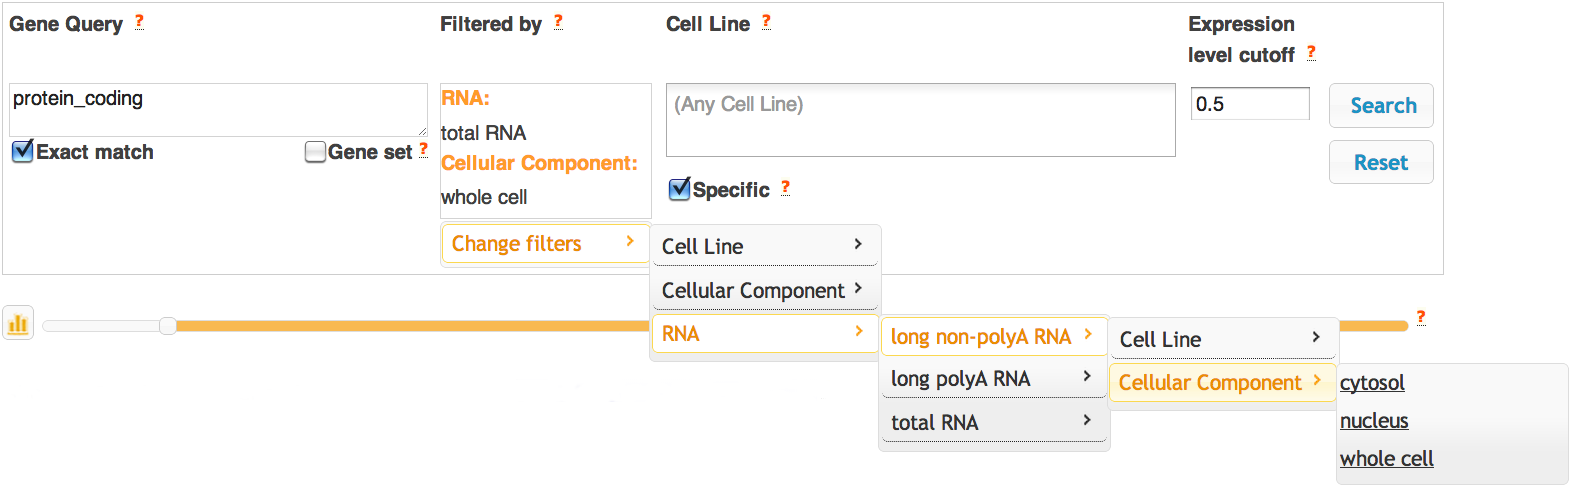 Gene Query ?
Filtered by ?
Cell Line ?
Expression
level cutoff ?
protein_coding
RNA:
total RNA
Cellular Component:
whole cell
(Any Cell Line)
0.5
Search
Reset
Exact match
Gene set ?
Specific ?
Change filters
Cell Line
Cellular Component
RNA
?
long non-polyA RNA
long polyA RNA
total RNA
Cell Line
Cellular Component
cytosol
nucleus
whole cell